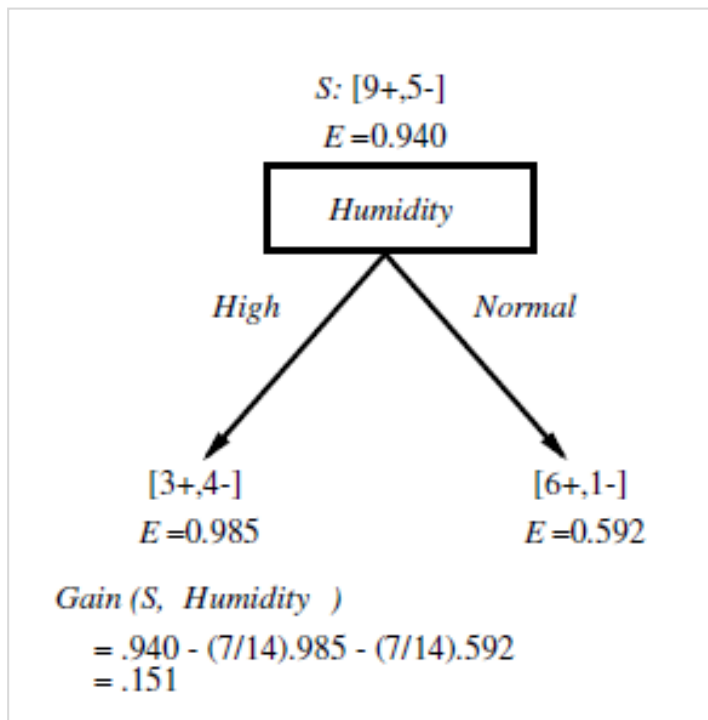 S: [9+,5-]
E =0.940
Humidity
High
Normal
[3+,4-]
[6+,1-]
E =0.985
E =0.592
Gain (S, Humidity )
= .940 - (7/14).985 - (7/14).592
= .151